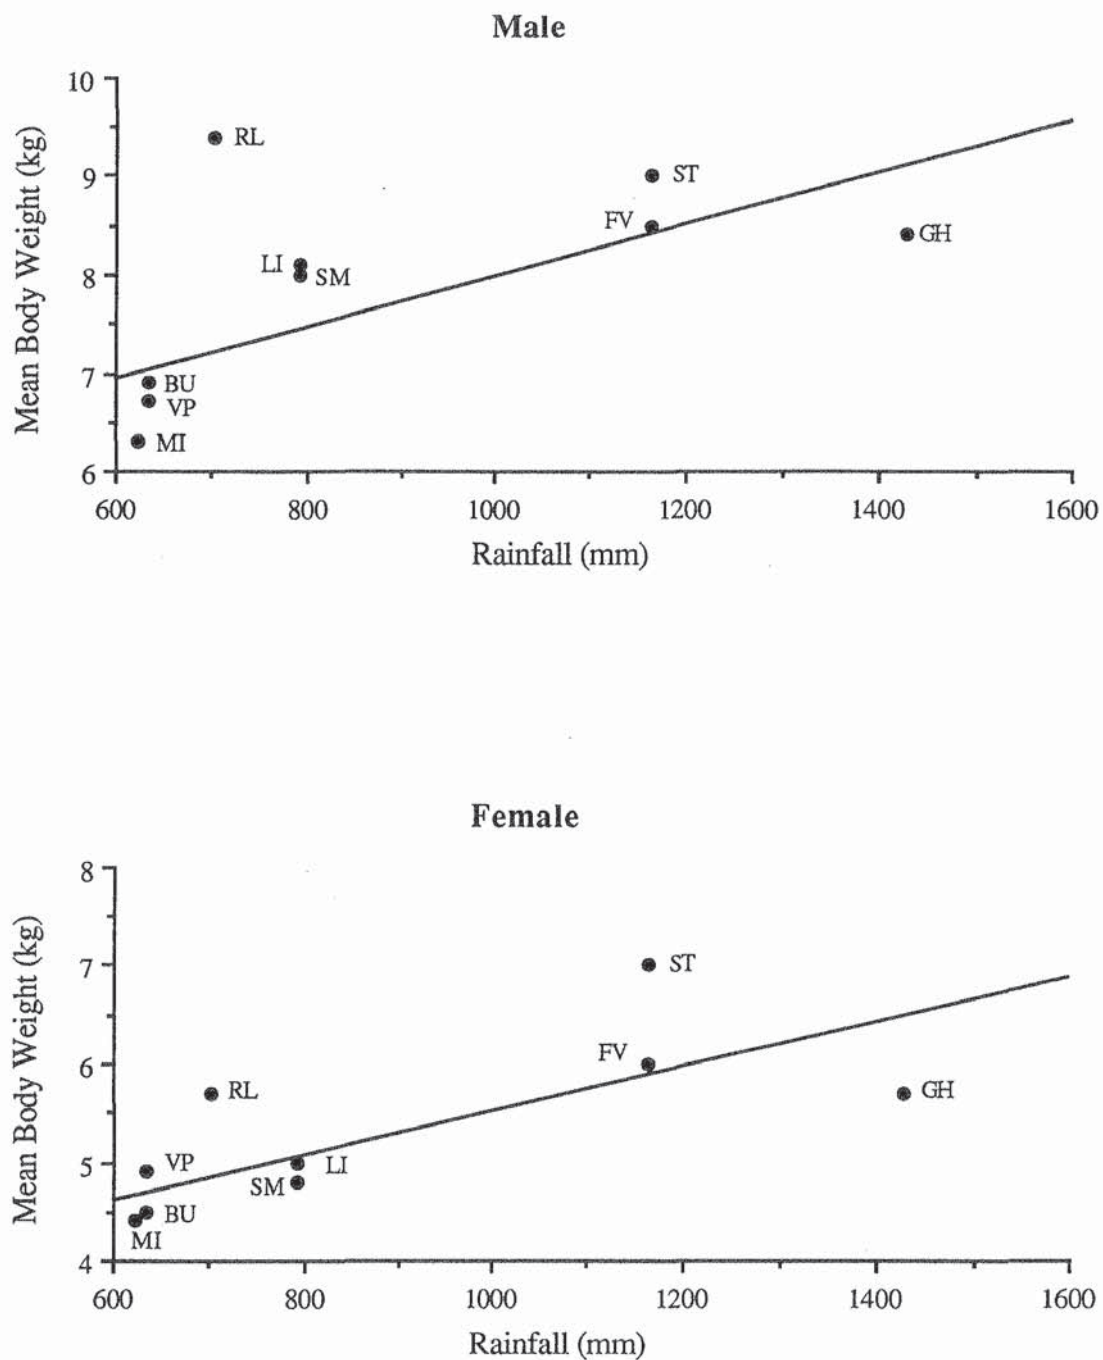 Male
Mean Body Weight (kg)
10
9
8
7
6
RL
ST
FV
GH
LI
SM
BU
VP
MI
600 800 1000 1200 1400 1600
Rainfall (mm)
Female
Mean Body Weight (kg)
8
7
6
5
4
ST
FV
RL
GH
VP
LI
SM
BU
MI
600 800 1000 1200 1400 1600
Rainfall (mm)